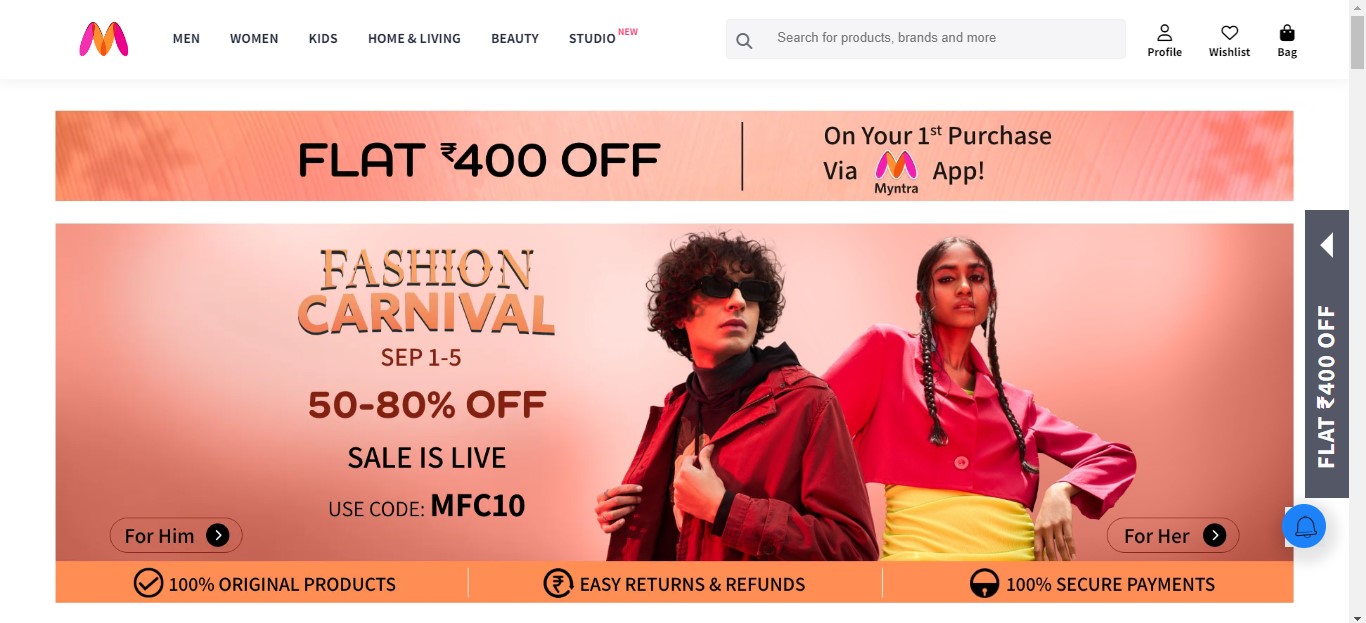 MEN WOMEN KIDS HOME & LIVING BEAUTY STUDIO NEW
Search for products, brands and more
Profile Wishlist Bag
FLAT ₹400 OFF
On Your 1st Purchase
Via Myntra App!
FASHION
CARNIVAL
SEP 1-5
50-80% OFF
SALE IS LIVE
USE CODE: MFC10
For Him
For Her
FLAT ₹400 OFF
100% ORIGINAL PRODUCTS
EASY RETURNS & REFUNDS
100% SECURE PAYMENTS